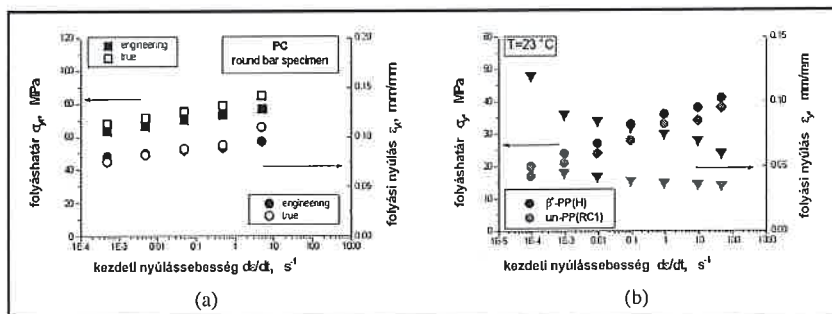 engineering
true
PC
round bar specimen
folyáshatár σy, MPa
120
100
80
60
40
20
0
folyási nyúlás εy, mm/mm
0.20
0.15
0.10
0.05
0.00
engineering
true
1E-4
1E-3
0.01
0.1
1
10
100
1000
kezdeti nyúlássebesség dε/dt, s⁻¹
(a)
T=23 °C
folyáshatár σy, MPa
60
50
40
30
20
10
0
folyási nyúlás εy, mm/mm
0.15
0.10
0.05
0.00
β-PP(H)
un-PP(RC1)
1E-5
1E-4
1E-3
0.01
0.1
1
10
100
1000
kezdeti nyúlássebesség dε/dt, s⁻¹
(b)